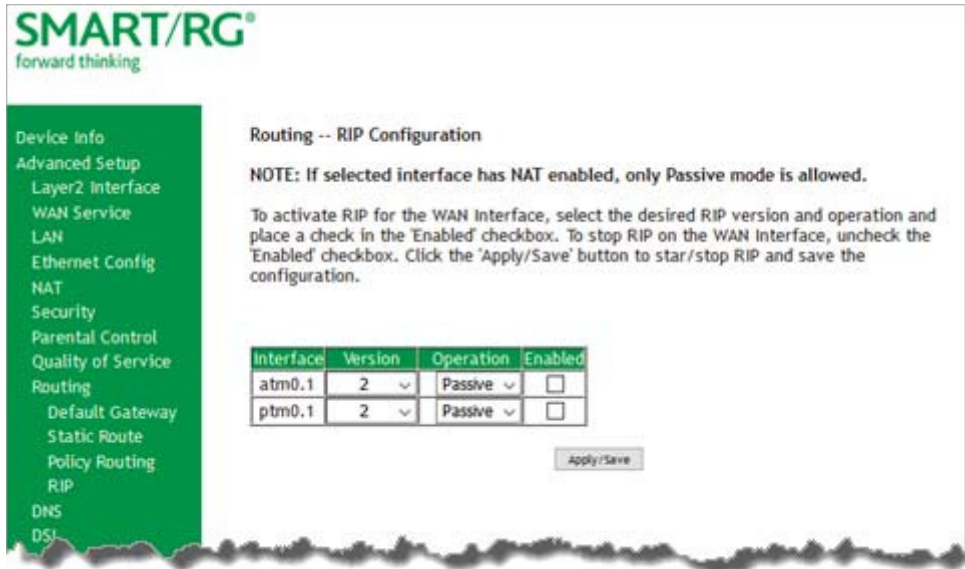 SMART/RG®
forward thinking
Device Info
Advanced Setup
Layer2 Interface
WAN Service
LAN
Ethernet Config
NAT
Security
Parental Control
Quality of Service
Routing
Default Gateway
Static Route
Policy Routing
RIP
DNS
DSL
Routing -- RIP Configuration
NOTE: If selected interface has NAT enabled, only Passive mode is allowed.
To activate RIP for the WAN Interface, select the desired RIP version and operation and
place a check in the 'Enabled' checkbox. To stop RIP on the WAN Interface, uncheck the
'Enabled' checkbox. Click the 'Apply/Save' button to star/stop RIP and save the
configuration.
Interface Version Operation Enabled
atm0.1 2 Passive
ptm0.1 2 Passive
Apply/Save